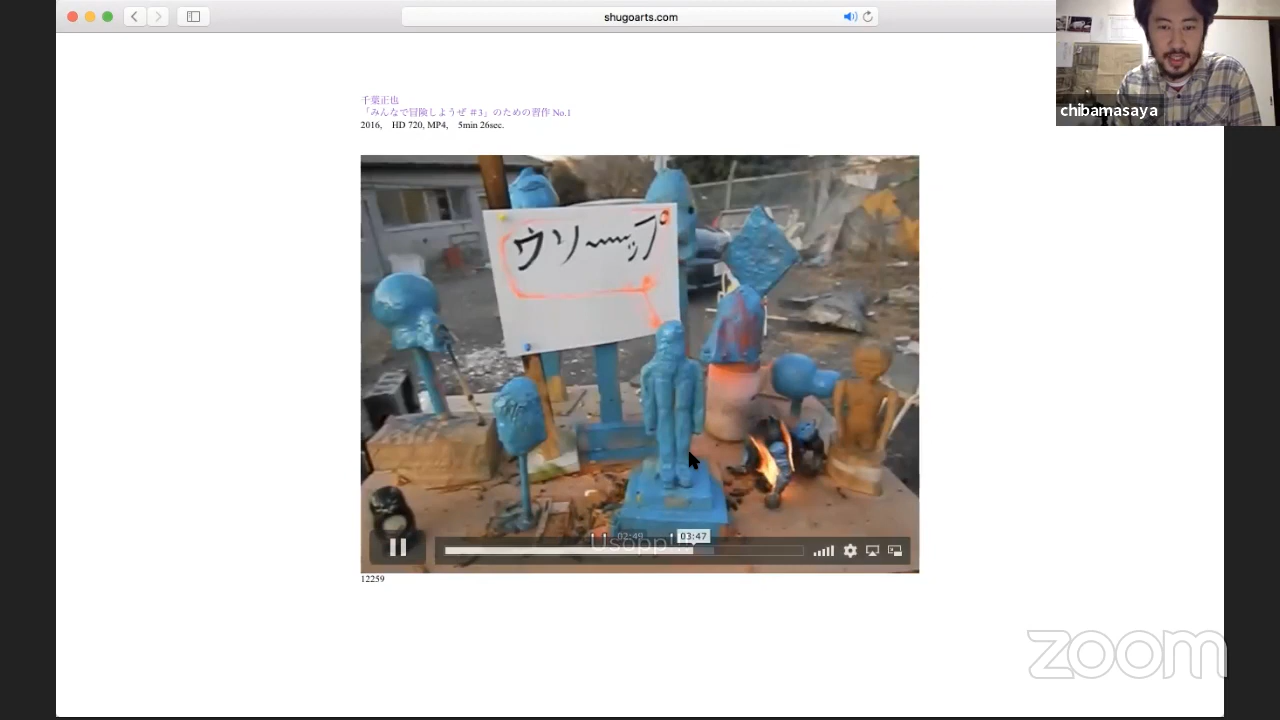 shugoarts.com
chibamasaya
千葉正也
「みんなで冒険しようぜ #3」のための習作 No.1
2016, HD 720, MP4, 5min 26sec.
ウソ〜〜ップ
Usopp!!
03:47
12259
zoom